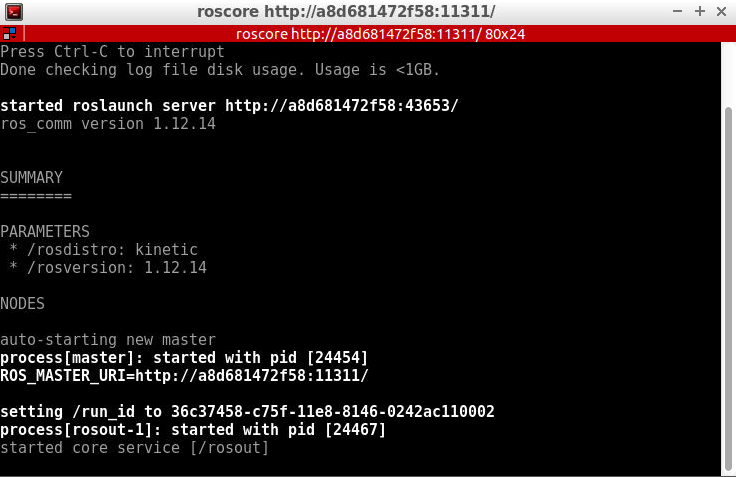 roscore http://a8d681472f58:11311/
roscore http://a8d681472f58:11311/ 80x24
Press Ctrl-C to interrupt
Done checking log file disk usage. Usage is <1GB.
started roslaunch server http://a8d681472f58:43653/
ros_comm version 1.12.14
SUMMARY
========
PARAMETERS
 * /rosdistro: kinetic
 * /rosversion: 1.12.14
NODES
auto-starting new master
process[master]: started with pid [24454]
ROS_MASTER_URI=http://a8d681472f58:11311/
setting /run_id to 36c37458-c75f-11e8-8146-0242ac110002
process[rosout-1]: started with pid [24467]
started core service [/rosout]